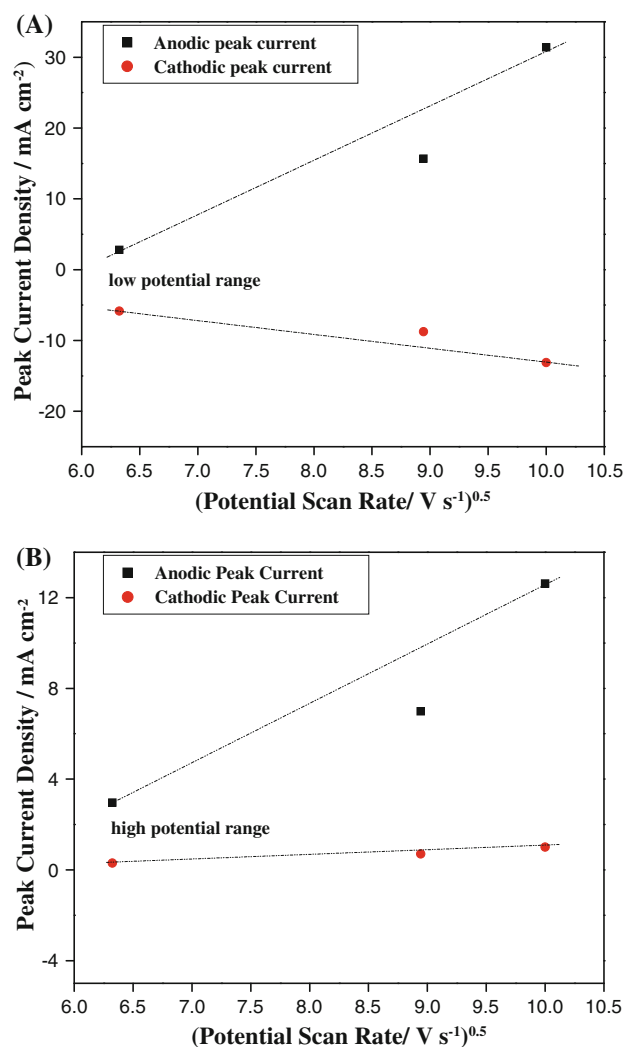 (A)
Anodic peak current
Cathodic peak current
30
20
10
0
-10
-20
low potential range
Peak Current Density / mA cm⁻²
6.0 6.5 7.0 7.5 8.0 8.5 9.0 9.5 10.0 10.5
(Potential Scan Rate/ V s⁻¹)⁰·⁵
(B)
Anodic Peak Current
Cathodic Peak Current
12
8
4
0
-4
high potential range
Peak Current Density / mA cm⁻²
6.0 6.5 7.0 7.5 8.0 8.5 9.0 9.5 10.0 10.5
(Potential Scan Rate/ V s⁻¹)⁰·⁵